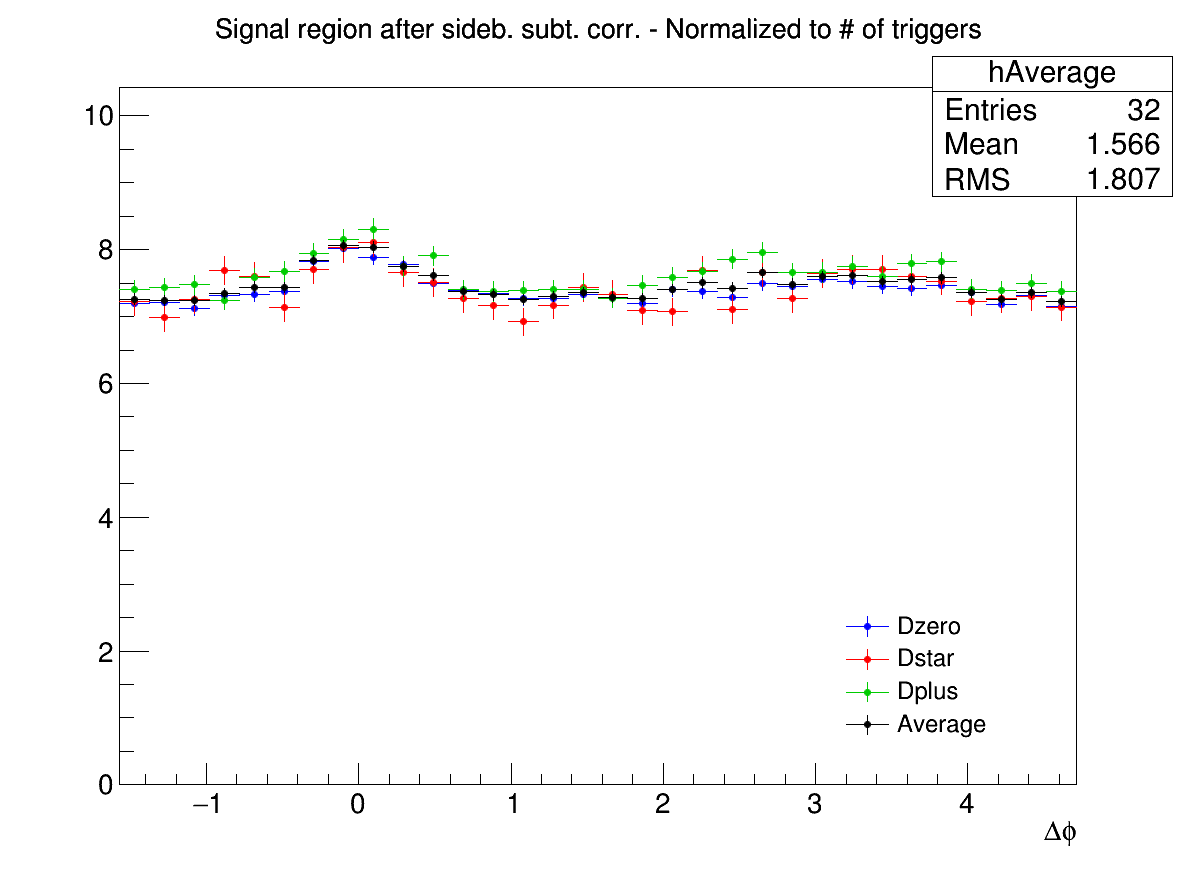 Signal region after sideb. subt. corr. - Normalized to # of triggers
hAverage
Entries 32
Mean 1.566
RMS 1.807
10
8
6
4
2
0
Dzero
Dstar
Dplus
Average
−1 0 1 2 3 4
Δϕ